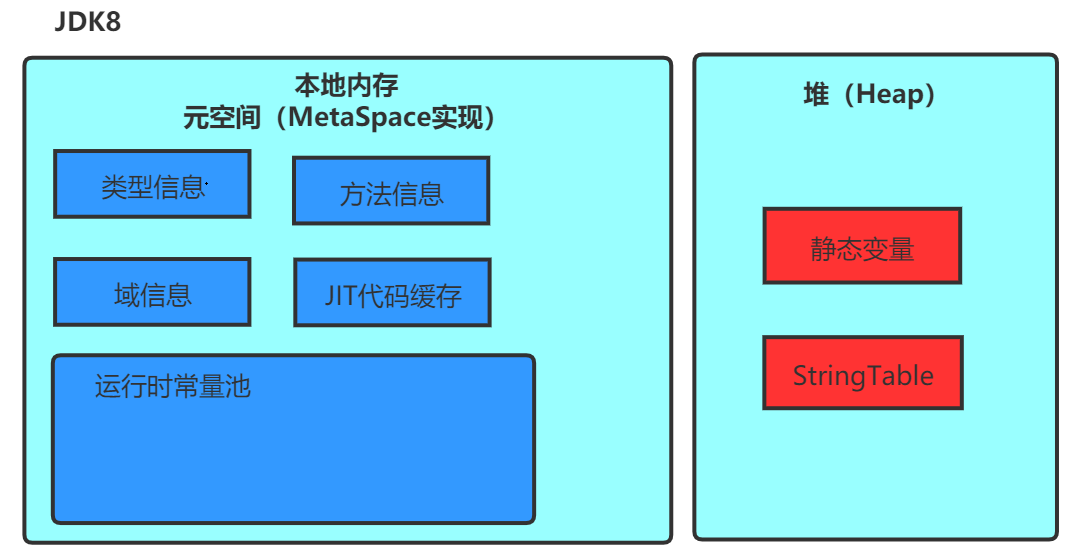 JDK8
本地内存
元空间（MetaSpace实现）
类型信息
方法信息
域信息
JIT代码缓存
运行时常量池
堆（Heap）
静态变量
StringTable